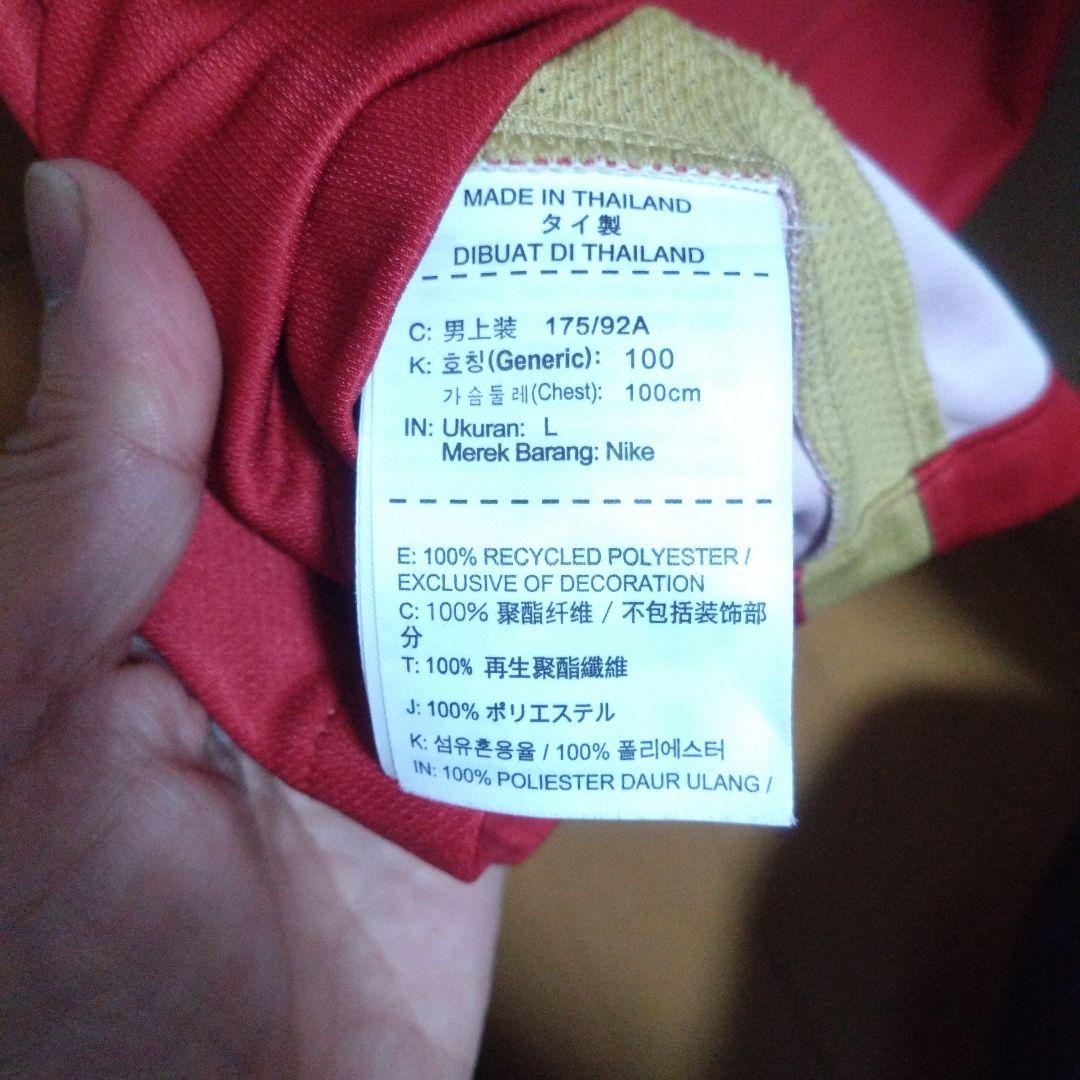 MADE IN THAILAND
タイ製
DIBUAT DI THAILAND
C: 男上装 175/92A
K: 호칭(Generic): 100
가슴둘레(Chest): 100cm
IN: Ukuran: L
Merek Barang: Nike
E: 100% RECYCLED POLYESTER /
EXCLUSIVE OF DECORATION
C: 100% 聚酯纤维 / 不包括装饰部
分
T: 100% 再生聚酯纖維
J: 100% ポリエステル
K: 섬유혼용율 / 100% 폴리에스터
IN: 100% POLIESTER DAUR ULANG /